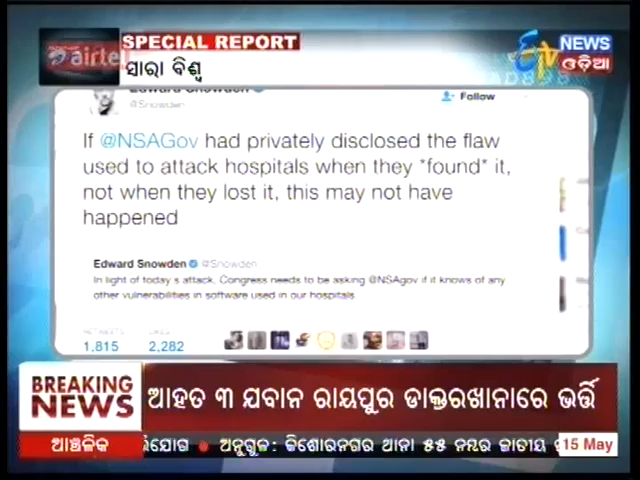 airtel
SPECIAL REPORT
ସାରା ବିଶ୍ୱ
ETV NEWS
ଓଡ଼ିଆ
Edward Snowden
@Snowden
Follow
If @NSAGov had privately disclosed the flaw
used to attack hospitals when they *found* it,
not when they lost it, this may not have
happened
Edward Snowden @Snowden
In light of today's attack, Congress needs to be asking @NSAgov if it knows of any
other vulnerabilities in software used in our hospitals.
RETWEETS LIKES
1,815 2,282
BREAKING
NEWS
ଆହତ ୩ ଯବାନ ରାୟପୁର ଡାକ୍ତରଖାନାରେ ଭର୍ତ୍ତି
ଆଞ୍ଚଳିକ
ଅନୁଗୁଳ: କିଶୋରନଗର ଥାନା ୫୫ ନମ୍ବର ଜାତୀୟ
15 May